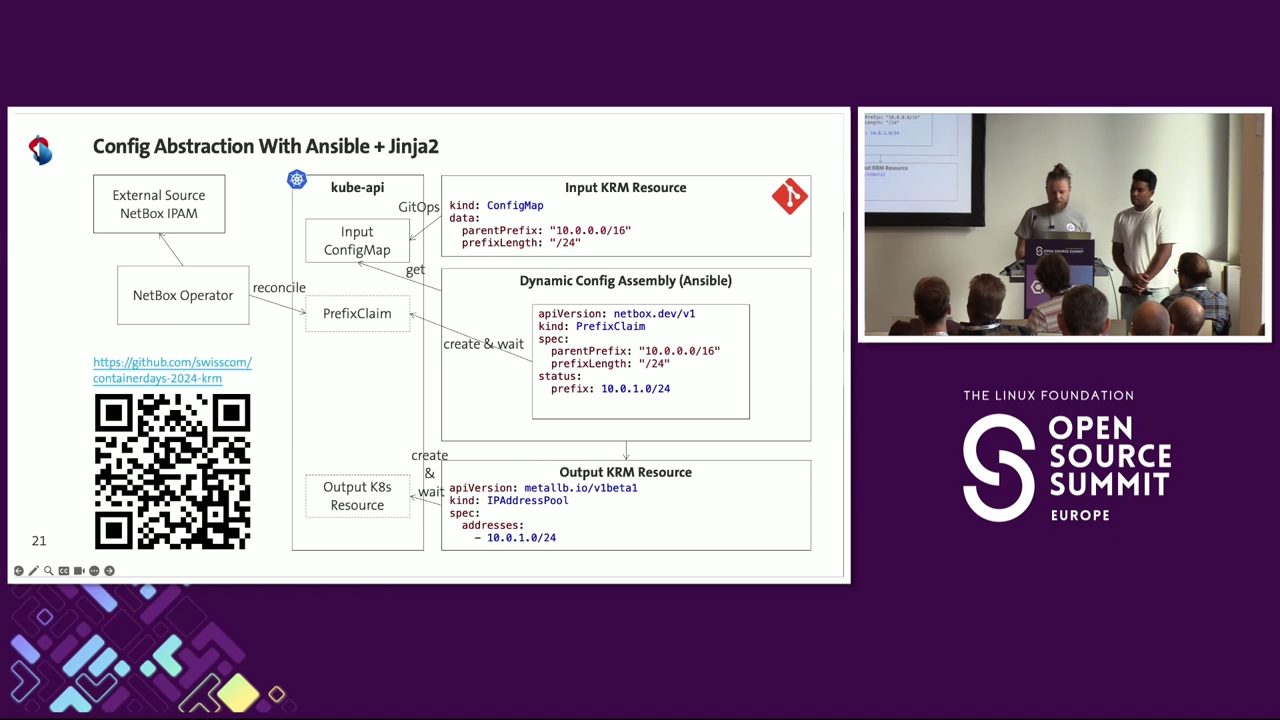 Config Abstraction With Ansible + Jinja2
External Source
NetBox IPAM
NetBox Operator
reconcile
https://github.com/swisscom/
containerdays-2024-krm
21
kube-api
GitOps
Input
ConfigMap
get
PrefixClaim
create & wait
create
&
wait
Output K8s
Resource
Input KRM Resource
kind: ConfigMap
data:
parentPrefix: "10.0.0.0/16"
prefixLength: "/24"
Dynamic Config Assembly (Ansible)
apiVersion: netbox.dev/v1
kind: PrefixClaim
spec:
parentPrefix: "10.0.0.0/16"
prefixLength: "/24"
status:
prefix: 10.0.1.0/24
Output KRM Resource
apiVersion: metallb.io/v1beta1
kind: IPAddressPool
spec:
addresses:
- 10.0.1.0/24
THE LINUX FOUNDATION
OPEN
SOURCE
SUMMIT
EUROPE